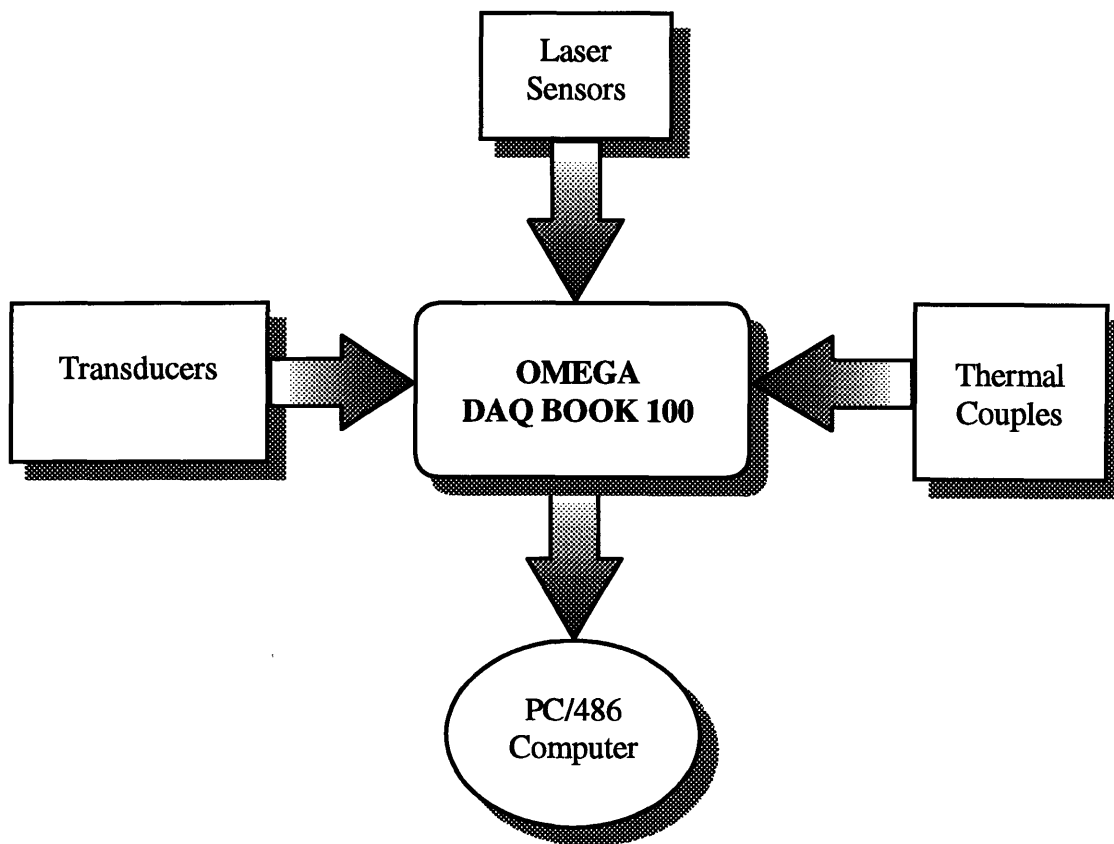 Laser
Sensors
Transducers
OMEGA
DAQ BOOK 100
Thermal
Couples
PC/486
Computer